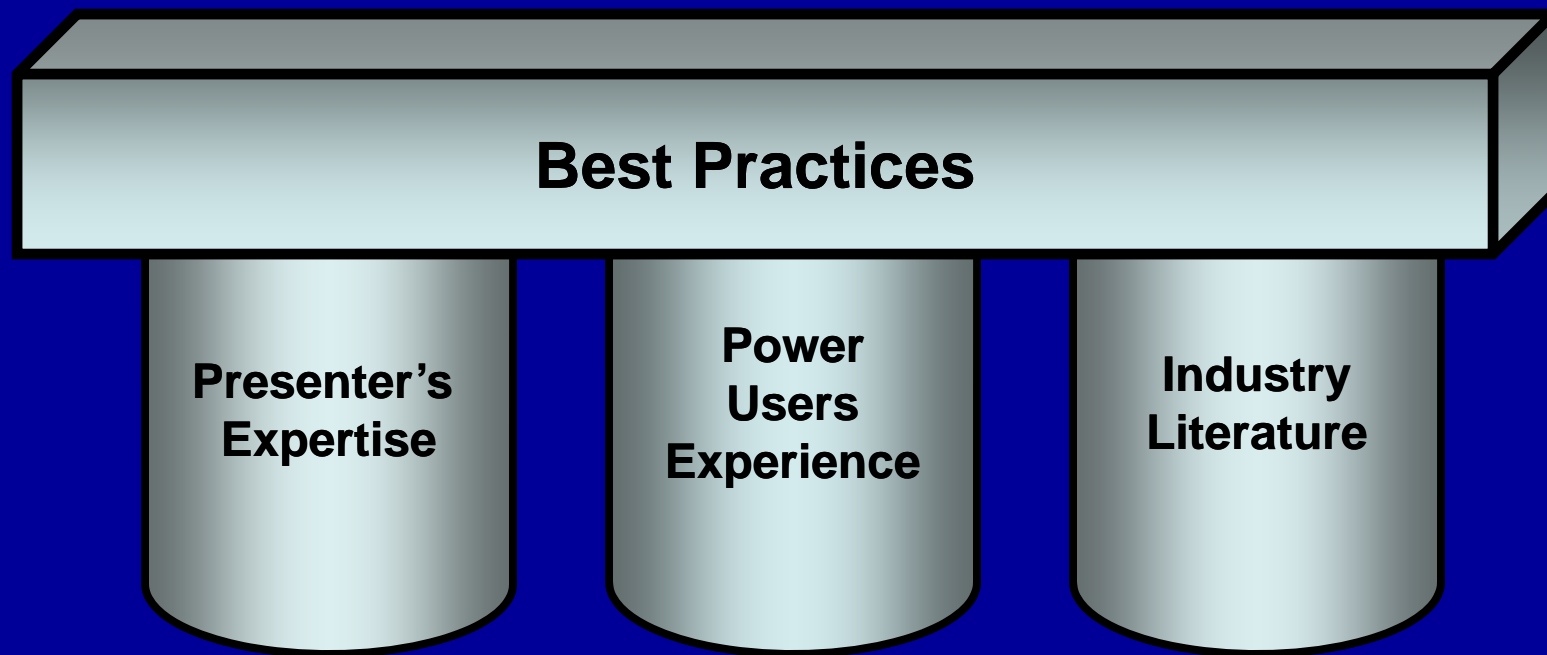 Best Practices
Presenter’s
Expertise
Power
Users
Experience
Industry
Literature